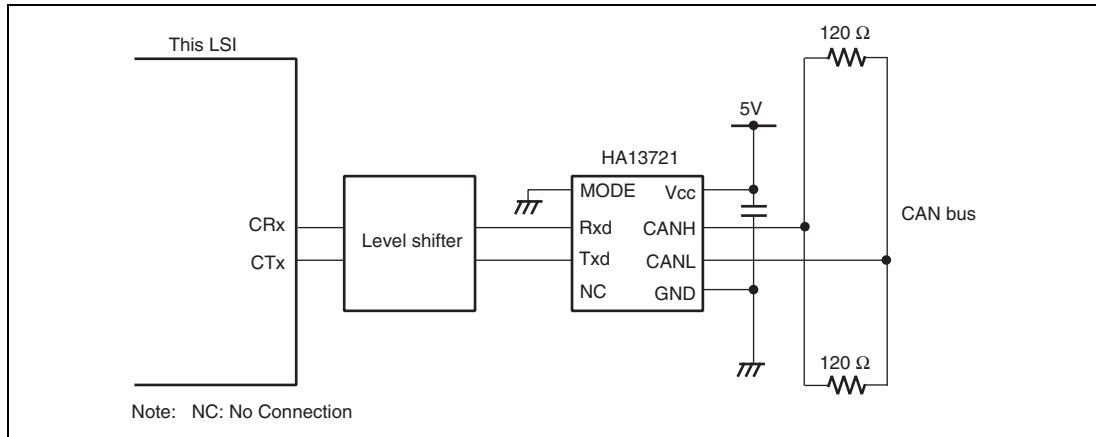 This LSI
120 Ω
5V
HA13721
MODE
Vcc
CRx
Level shifter
Rxd
CANH
CAN bus
CTx
Txd
CANL
NC
GND
120 Ω
Note: NC: No Connection